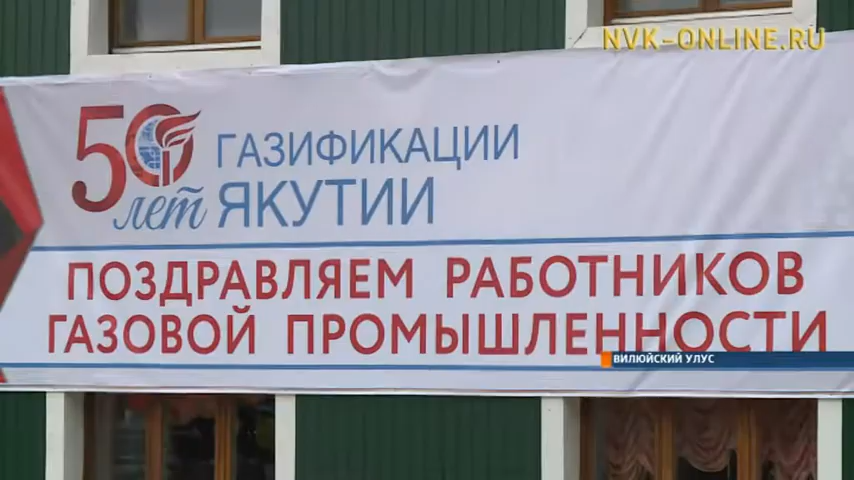 NVK-ONLINE.RU
50 лет
ГАЗИФИКАЦИИ
ЯКУТИИ
ПОЗДРАВЛЯЕМ РАБОТНИКОВ
ГАЗОВОЙ ПРОМЫШЛЕННОСТИ
ВИЛЮЙСКИЙ УЛУС